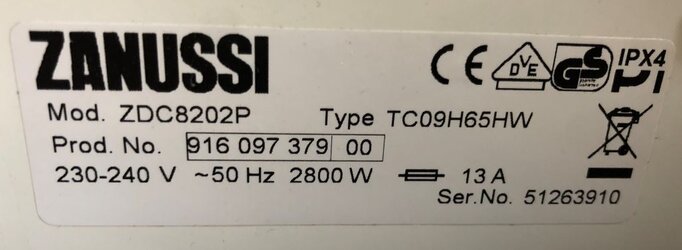 ZANUSSI
CE DVE GS IPX4
Mod. ZDC8202P Type TC09H65HW
Prod. No. 916 097 379 00
230-240 V ~50 Hz 2800 W 13 A
Ser.No. 51263910